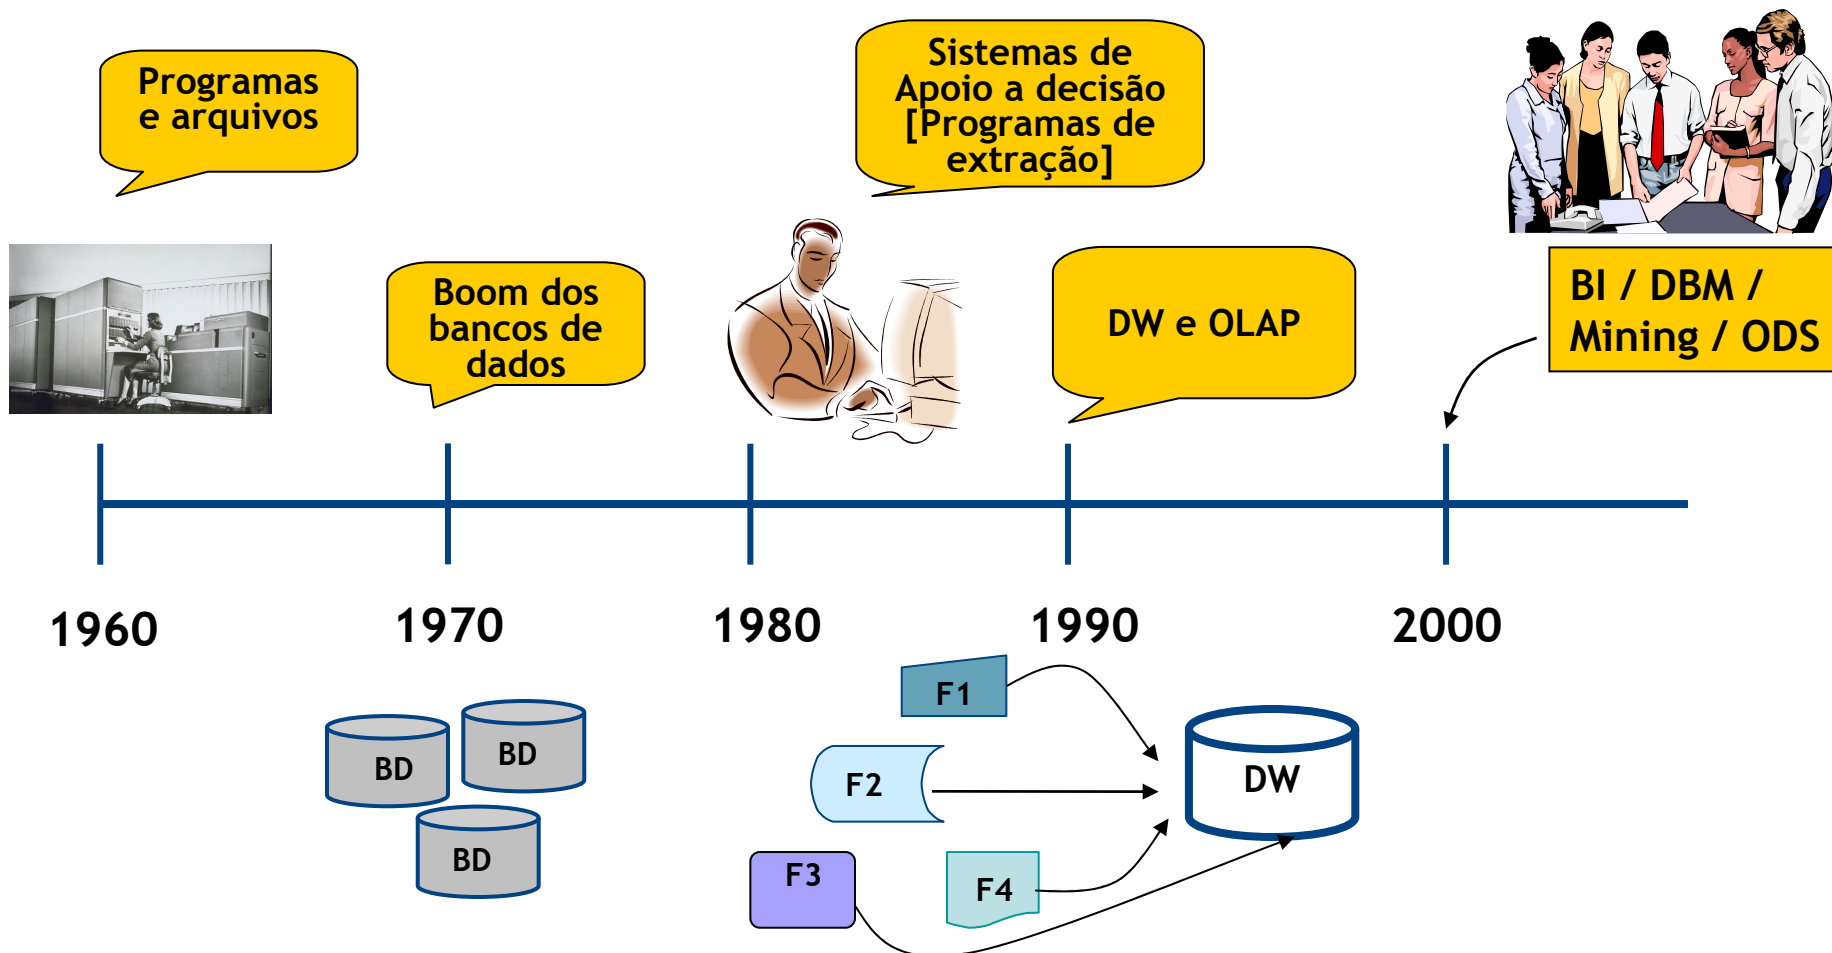 Programas
e arquivos
Boom dos
bancos de
dados
Sistemas de
Apoio a decisão
[Programas de
extração]
DW e OLAP
BI / DBM /
Mining / ODS
1960
1970
1980
1990
2000
BD
BD
BD
F1
F2
F3
F4
DW